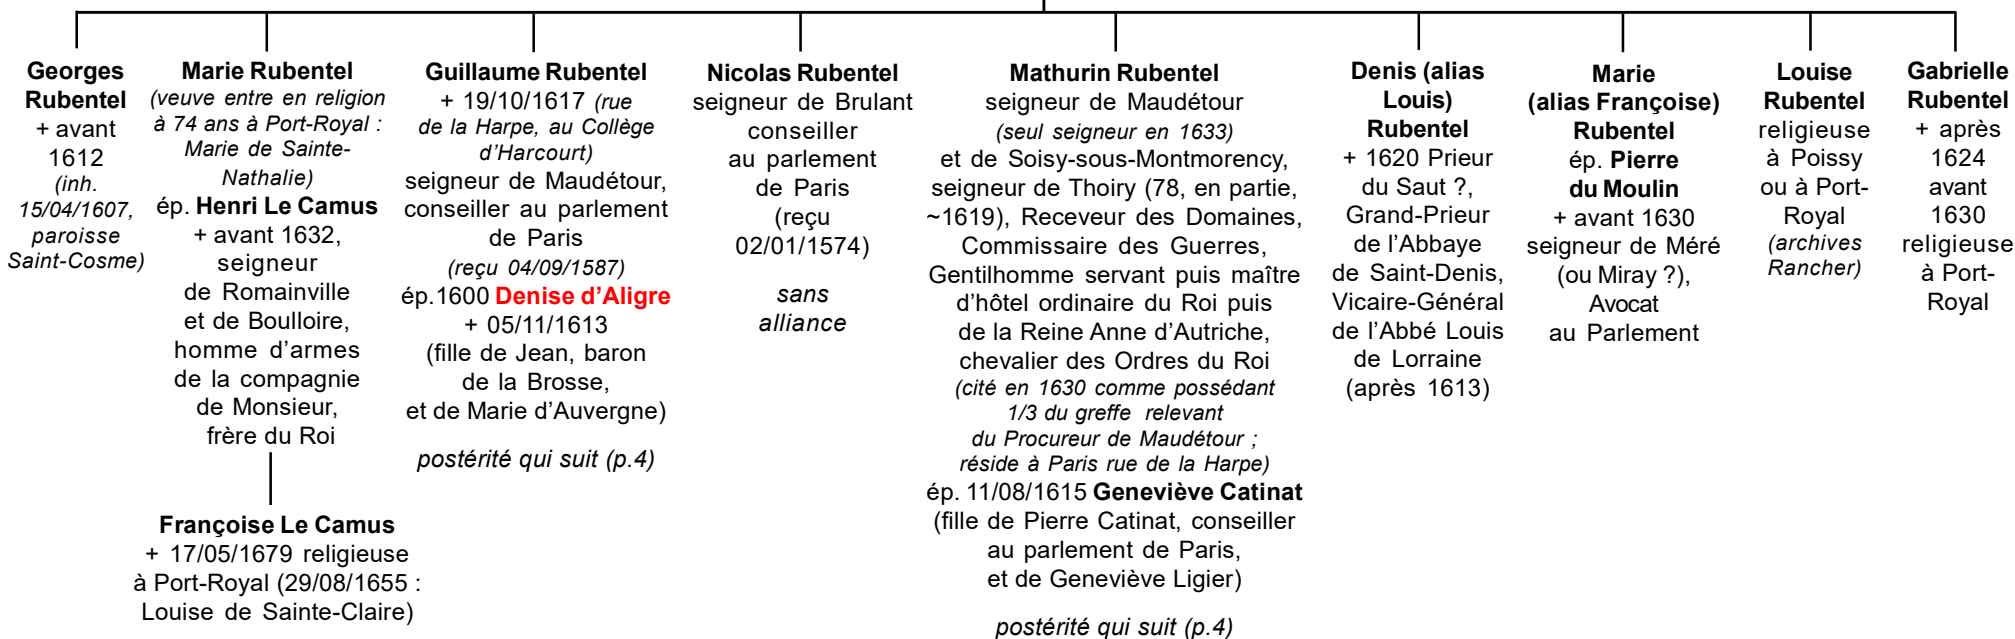 Georges
Rubentel
+ avant
1612
(inh.
15/04/1607,
paroisse
Saint-Cosme)
Marie Rubentel
(veuve entre en religion
à 74 ans à Port-Royal :
Marie de Sainte-
Nathalie)
ép. Henri Le Camus
+ avant 1632,
seigneur
de Romainville
et de Boulloire,
homme d'armes
de la compagnie
de Monsieur,
frère du Roi
Françoise Le Camus
+ 17/05/1679 religieuse
à Port-Royal (29/08/1655 :
Louise de Sainte-Claire)
Guillaume Rubentel
+ 19/10/1617 (rue
de la Harpe, au Collège
d'Harcourt)
seigneur de Maudétour,
conseiller au parlement
de Paris
(reçu 04/09/1587)
ép.1600 Denise d'Aligre
+ 05/11/1613
(fille de Jean, baron
de la Brosse,
et de Marie d'Auvergne)
postérité qui suit (p.4)
Nicolas Rubentel
seigneur de Brulant
conseiller
au parlement
de Paris
(reçu
02/01/1574)
sans
alliance
Mathurin Rubentel
seigneur de Maudétour
(seul seigneur en 1633)
et de Soisy-sous-Montmorency,
seigneur de Thoiry (78, en partie,
~1619), Receveur des Domaines,
Commissaire des Guerres,
Gentilhomme servant puis maître
d'hôtel ordinaire du Roi puis
de la Reine Anne d'Autriche,
chevalier des Ordres du Roi
(cité en 1630 comme possédant
1/3 du greffe relevant
du Procureur de Maudétour ;
réside à Paris rue de la Harpe)
ép. 11/08/1615 Geneviève Catinat
(fille de Pierre Catinat, conseiller
au parlement de Paris,
et de Geneviève Ligier)
postérité qui suit (p.4)
Denis (alias
Louis)
Rubentel
+ 1620 Prieur
du Saut ?,
Grand-Prieur
de l'Abbaye
de Saint-Denis,
Vicaire-Général
de l'Abbé Louis
de Lorraine
(après 1613)
Marie
(alias Françoise)
Rubentel
ép. Pierre
du Moulin
+ avant 1630
seigneur de Méré
(ou Miray ?),
Avocat
au Parlement
Louise
Rubentel
religieuse
à Poissy
ou à Port-
Royal
(archives
Rancher)
Gabrielle
Rubentel
+ après
1624
avant
1630
religieuse
à Port-
Royal